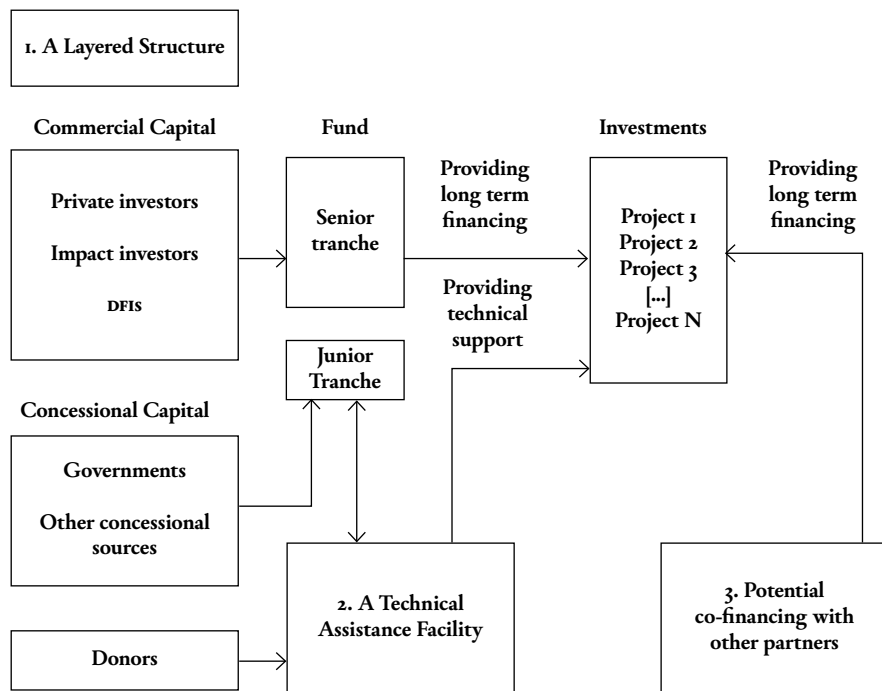 1. A Layered Structure
Commercial Capital
Fund
Investments
Private investors
Impact investors
DFIs
Senior
tranche
Providing
long term
financing
Project 1
Project 2
Project 3
[...]
Project N
Providing
long term
financing
Providing
technical
support
Junior
Tranche
Concessional Capital
Governments
Other concessional
sources
2. A Technical
Assistance Facility
3. Potential
co-financing with
other partners
Donors